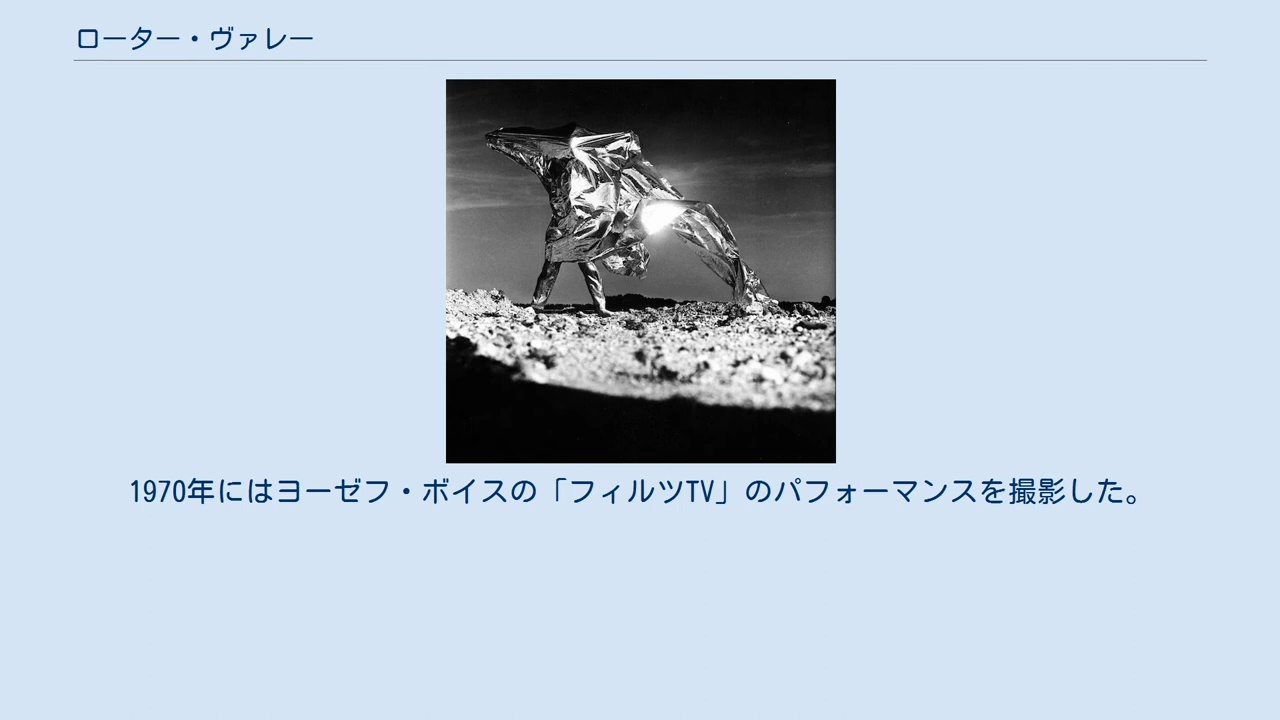 ローター・ヴァレー
1970年にはヨーゼフ・ボイスの「フィルツTV」のパフォーマンスを撮影した。